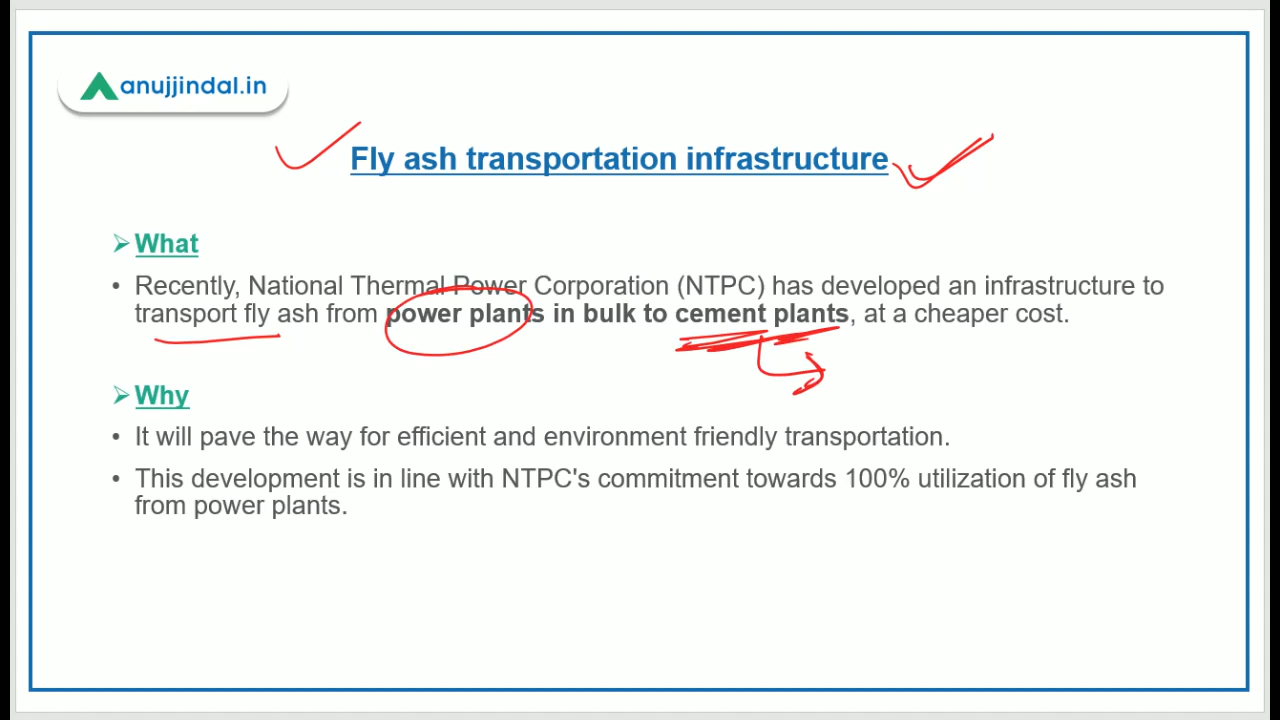 anujjindal.in
Fly ash transportation infrastructure
What
• Recently, National Thermal Power Corporation (NTPC) has developed an infrastructure to
transport fly ash from power plants in bulk to cement plants, at a cheaper cost.
Why
• It will pave the way for efficient and environment friendly transportation.
• This development is in line with NTPC's commitment towards 100% utilization of fly ash
from power plants.